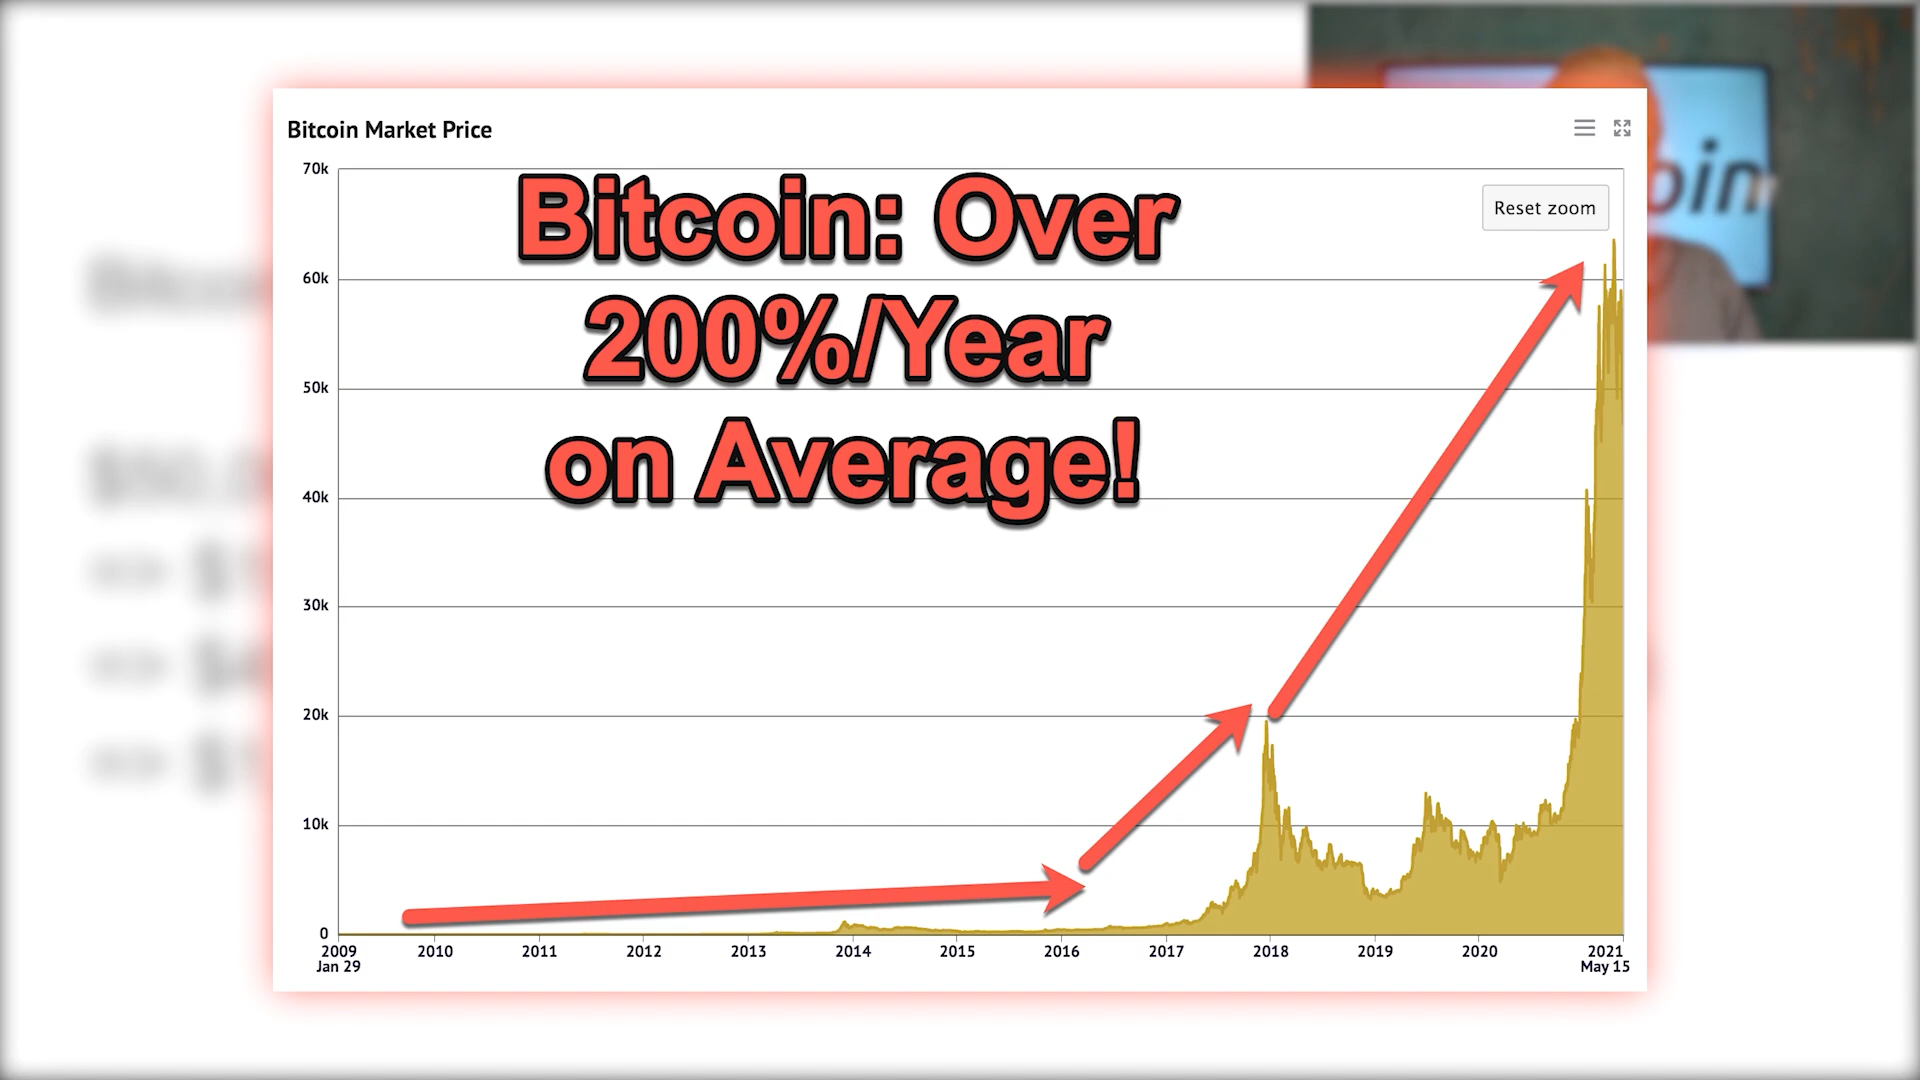 Bitcoin Market Price
Reset zoom
Bitcoin: Over
200%/Year
on Average!
70k
60k
50k
40k
30k
20k
10k
0
2009 2010 2011 2012 2013 2014 2015 2016 2017 2018 2019 2020 2021
Jan 29 May 15